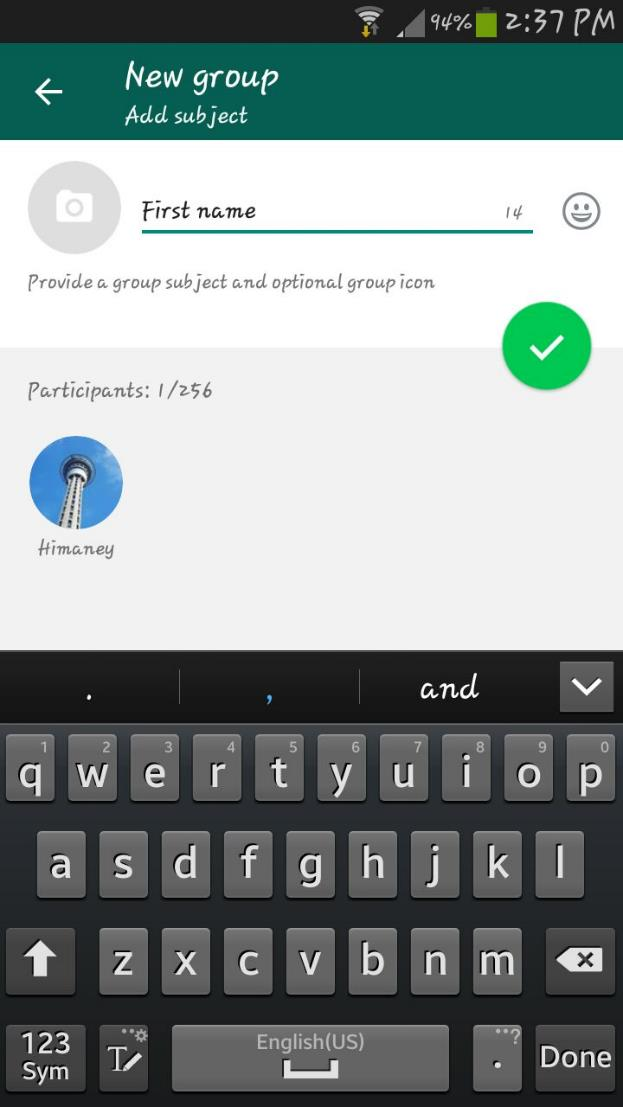 94% 2:37 PM
New group
Add subject
First name 14
Provide a group subject and optional group icon
Participants: 1/256
Himaney
. , and
1 2 3 4 5 6 7 8 9 0
q w e r t y u i o p
a s d f g h j k l
z x c v b n m
123 Sym T English(US) . ? Done